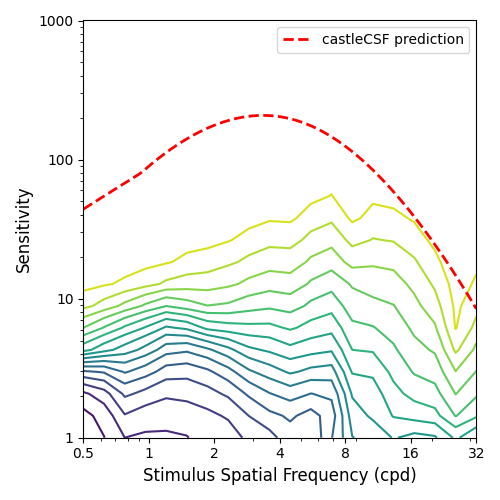 1000
castleCSF prediction
100
Sensitivity
10
1
0.5 1 2 4 8 16 32
Stimulus Spatial Frequency (cpd)